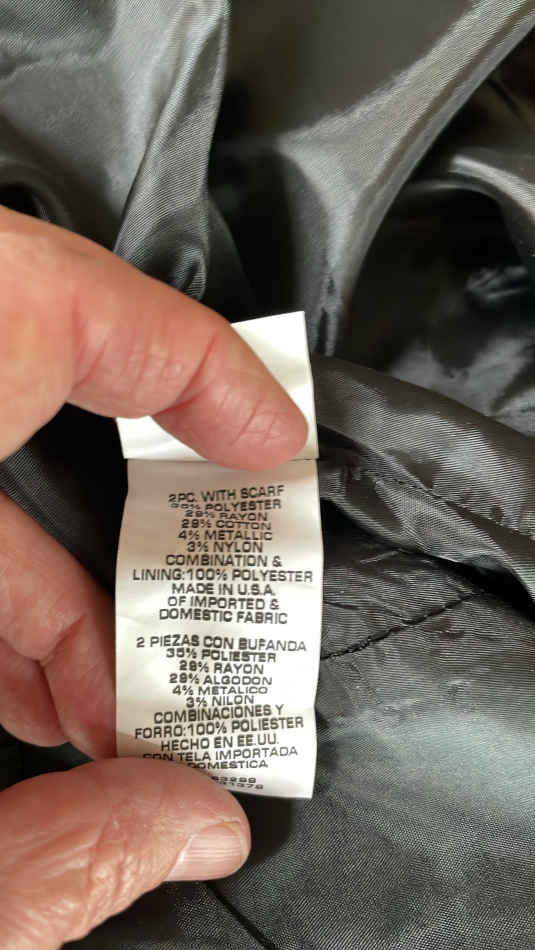 2PC. WITH SCARF
35% POLYESTER
29% RAYON
29% COTTON
4% METALLIC
3% NYLON
COMBINATION &
LINING:100% POLYESTER
MADE IN U.S.A.
OF IMPORTED &
DOMESTIC FABRIC
2 PIEZAS CON BUFANDA
35% POLIESTER
29% RAYON
29% ALGODON
4% METALICO
3% NILON
COMBINACIONES Y
FORRO:100% POLIESTER
HECHO EN EE.UU.
CON TELA IMPORTADA
DOMESTICA